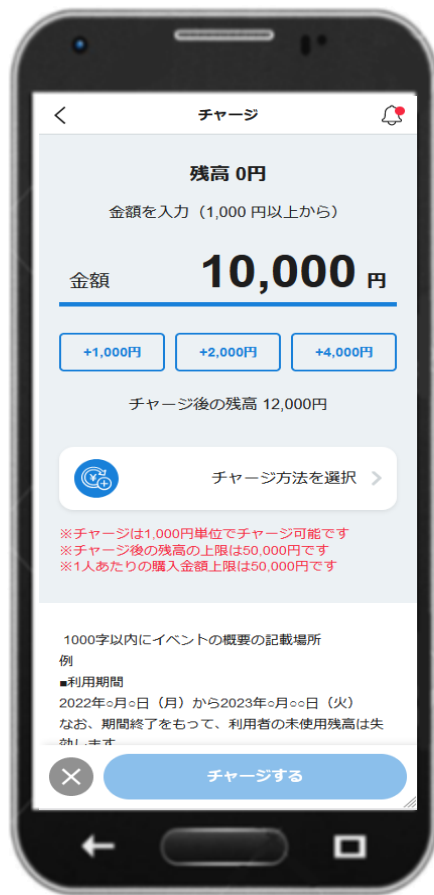 チャージ
残高 0円
金額を入力（1,000 円以上から）
金額 10,000 円
+1,000円 +2,000円 +4,000円
チャージ後の残高 12,000円
チャージ方法を選択
※チャージは1,000円単位でチャージ可能です
※チャージ後の残高の上限は50,000円です
※1人あたりの購入金額上限は50,000円です
1000字以内にイベントの概要の記載場所
例
■利用期間
2022年○月○日（月）から2023年○月○○日（火）
なお、期間終了をもって、利用者の未使用残高は失
効します
チャージする